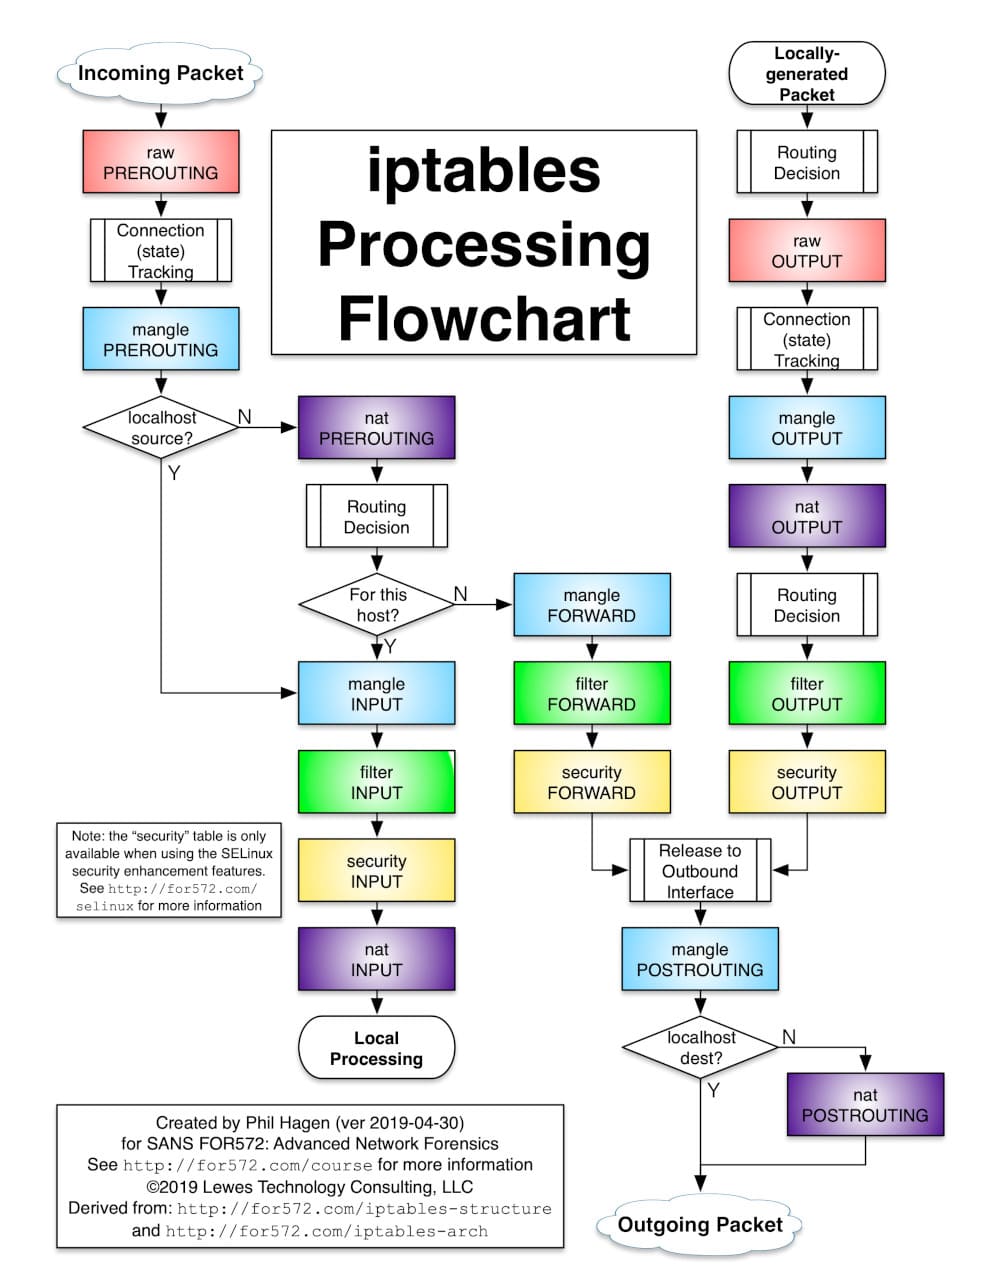 Incoming Packet
raw
PREROUTING
Connection
(state)
Tracking
mangle
PREROUTING
localhost
source?
N
Y
iptables
Processing
Flowchart
nat
PREROUTING
Routing
Decision
For this
host?
N
Y
mangle
INPUT
filter
INPUT
security
INPUT
nat
INPUT
Local
Processing
mangle
FORWARD
filter
FORWARD
security
FORWARD
Locally-
generated
Packet
Routing
Decision
raw
OUTPUT
Connection
(state)
Tracking
mangle
OUTPUT
nat
OUTPUT
Routing
Decision
filter
OUTPUT
security
OUTPUT
Release to
Outbound
Interface
mangle
POSTROUTING
localhost
dest?
N
Y
nat
POSTROUTING
Outgoing Packet
Note: the “security” table is only
available when using the SELinux
security enhancement features.
See http://for572.com/
selinux for more information
Created by Phil Hagen (ver 2019-04-30)
for SANS FOR572: Advanced Network Forensics
See http://for572.com/course for more information
©2019 Lewes Technology Consulting, LLC
Derived from: http://for572.com/iptables-structure
and http://for572.com/iptables-arch